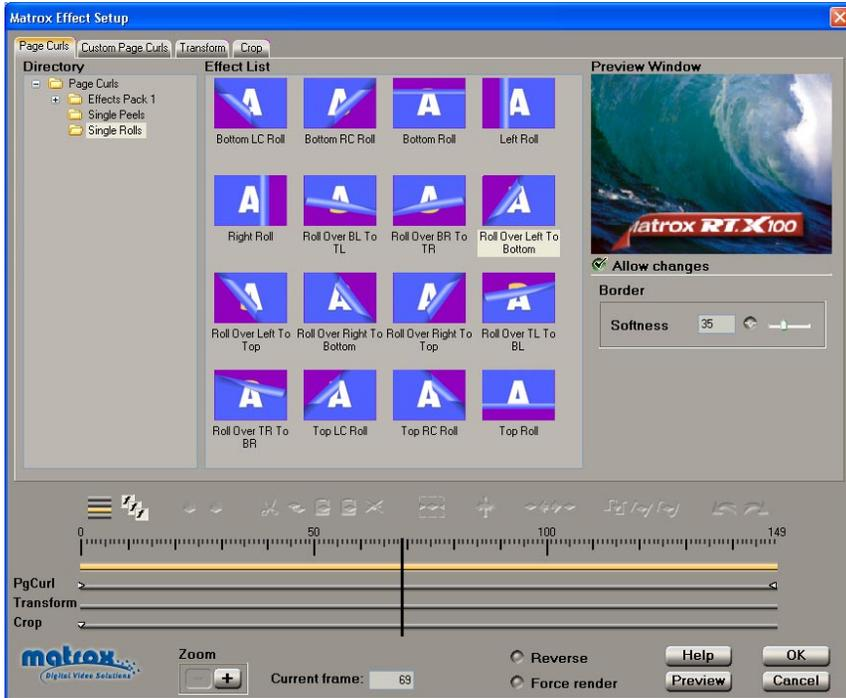 Matrox Effect Setup
Page Curls
Custom Page Curls
Transform
Crop
Directory
Page Curls
Effects Pack 1
Single Peels
Single Rolls
Effect List
Bottom LC Roll
Bottom RC Roll
Bottom Roll
Left Roll
Right Roll
Roll Over BL To
TL
Roll Over BR To
TR
Roll Over Left To
Bottom
Roll Over Left To
Top
Roll Over Right To
Bottom
Roll Over Right To
Top
Roll Over TL To
BL
Roll Over TR To
BR
Top LC Roll
Top RC Roll
Top Roll
Preview Window
atrox RT.X100
Allow changes
Border
Softness 35
0 50 100 149
PgCurl
Transform
Crop
matrox
Digital Video Solutions
Zoom
Current frame: 69
Reverse
Force render
Help
OK
Preview
Cancel